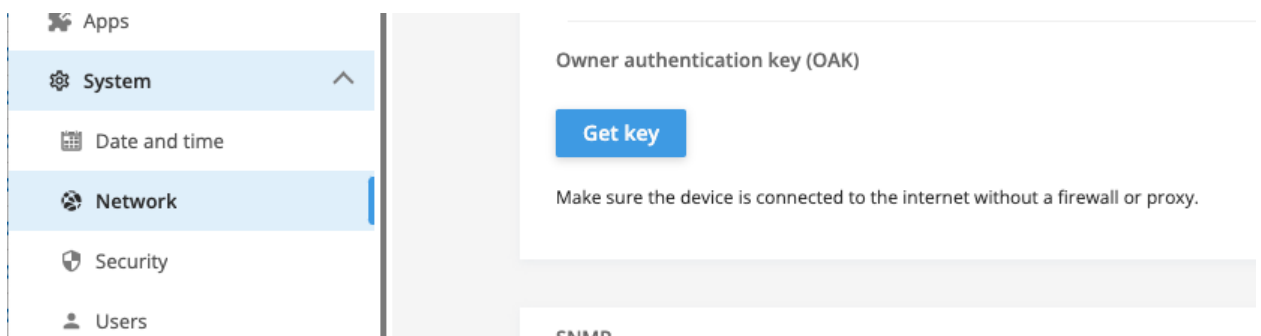 Apps
System
Date and time
Network
Security
Users
Owner authentication key (OAK)
Get key
Make sure the device is connected to the internet without a firewall or proxy.
SNMP